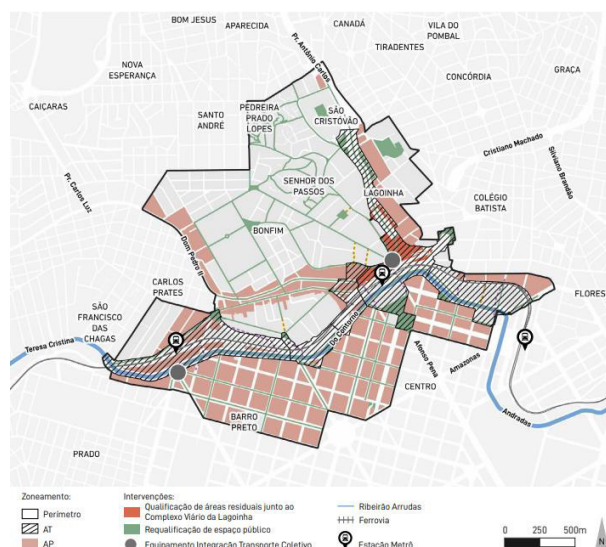 BOM JESUS
APARECIDA
CANADÁ
VILA DO
POMBAL
TIRADENTES
Pr. Antônio Carlos
NOVA
ESPERANÇA
CONCÓRDIA
GRAÇA
CAIÇARAS
SANTO
ANDRÉ
PEDREIRA
PRADO
LOPES
SÃO
CRISTÓVÃO
Cristiano Machado
Silviano Brandão
Pr. Carlos Luz
SENHOR DOS
PASSOS
LAGOINHA
COLÉGIO
BATISTA
BONFIM
Dom Pedro II
CARLOS
PRATES
FLORES
SÃO
FRANCISCO
DAS
CHAGAS
Teresa Cristina
Do Contorno
Afonso Pena
Amazonas
CENTRO
Andradas
BARRO
PRETO
PRADO
Zoneamento:
Perímetro
AT
AP
Intervenções:
Qualificação de áreas residuais junto ao
Complexo Viário da Lagoinha
Requalificação de espaço público
Equipamento Integração Transporte Coletivo
Ribeirão Arrudas
Ferrovia
Estação Metrô
0 250 500m
N